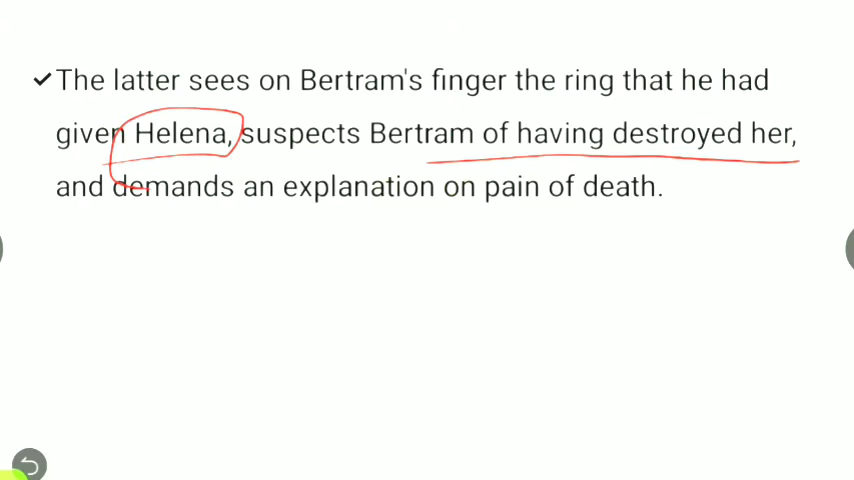 ✓The latter sees on Bertram's finger the ring that he had
given Helena, suspects Bertram of having destroyed her,
and demands an explanation on pain of death.